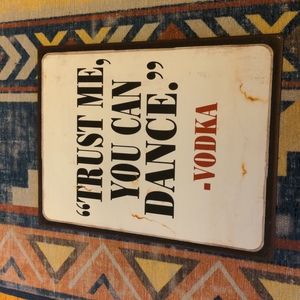 “TRUST ME,
YOU CAN
DANCE.”
-VODKA